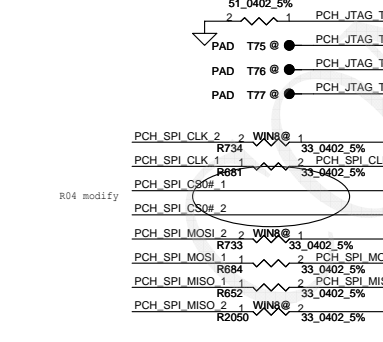 51_0402_5%
2 1 PCH_JTAG_T
PAD T75 @ PCH_JTAG_T
PAD T76 @ PCH_JTAG_T
PAD T77 @ PCH_JTAG_T
PCH_SPI_CLK_2 2 WIN8@ 1
R734 33_0402_5%
PCH_SPI_CLK_1 1 2 PCH_SPI_CL
R681 33_0402_5%
PCH_SPI_CS0#_1
R04 modify
PCH_SPI_CS0#_2
PCH_SPI_MOSI_2 2 WIN8@ 1
R733 33_0402_5%
PCH_SPI_MOSI_1 1 2 PCH_SPI_MO
R684 33_0402_5%
PCH_SPI_MISO_1 1 2 PCH_SPI_MIS
R652 33_0402_5%
PCH_SPI_MISO_2 2 WIN8@ 1
R2050 33_0402_5%